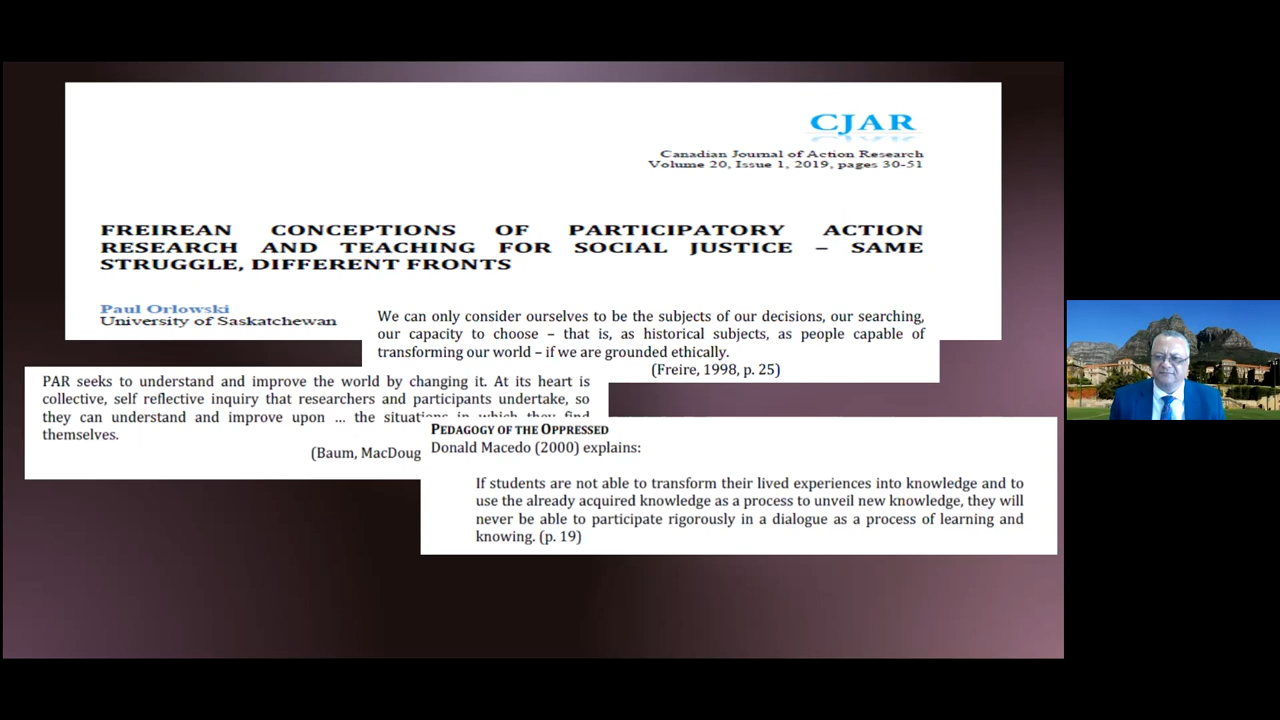 CJAR
Canadian Journal of Action Research
Volume 20, Issue 1, 2019, pages 30-51
FREIREAN CONCEPTIONS OF PARTICIPATORY ACTION
RESEARCH AND TEACHING FOR SOCIAL JUSTICE – SAME
STRUGGLE, DIFFERENT FRONTS
Paul Orlowski
University of Saskatchewan
We can only consider ourselves to be the subjects of our decisions, our searching,
our capacity to choose – that is, as historical subjects, as people capable of
transforming our world – if we are grounded ethically.
(Freire, 1998, p. 25)
PAR seeks to understand and improve the world by changing it. At its heart is
collective, self reflective inquiry that researchers and participants undertake, so
they can understand and improve upon … the situations in which they find
themselves.
(Baum, MacDoug
PEDAGOGY OF THE OPPRESSED
Donald Macedo (2000) explains:
If students are not able to transform their lived experiences into knowledge and to
use the already acquired knowledge as a process to unveil new knowledge, they will
never be able to participate rigorously in a dialogue as a process of learning and
knowing. (p. 19)